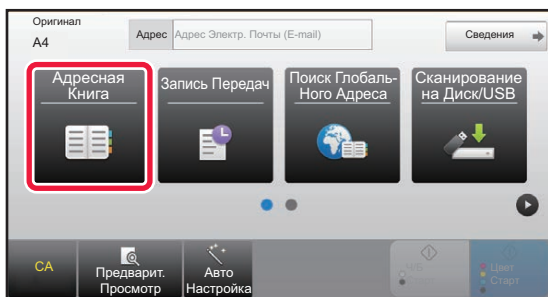 Оригинал
A4
Адрес
Адрес Электр. Почты (E-mail)
Сведения
Адресная
Книга
Запись Передач
Поиск Глобаль-
Ного Адреса
Сканирование
на Диск/USB
CA
Предварит.
Просмотр
Авто
Настройка
Цвет
Старт